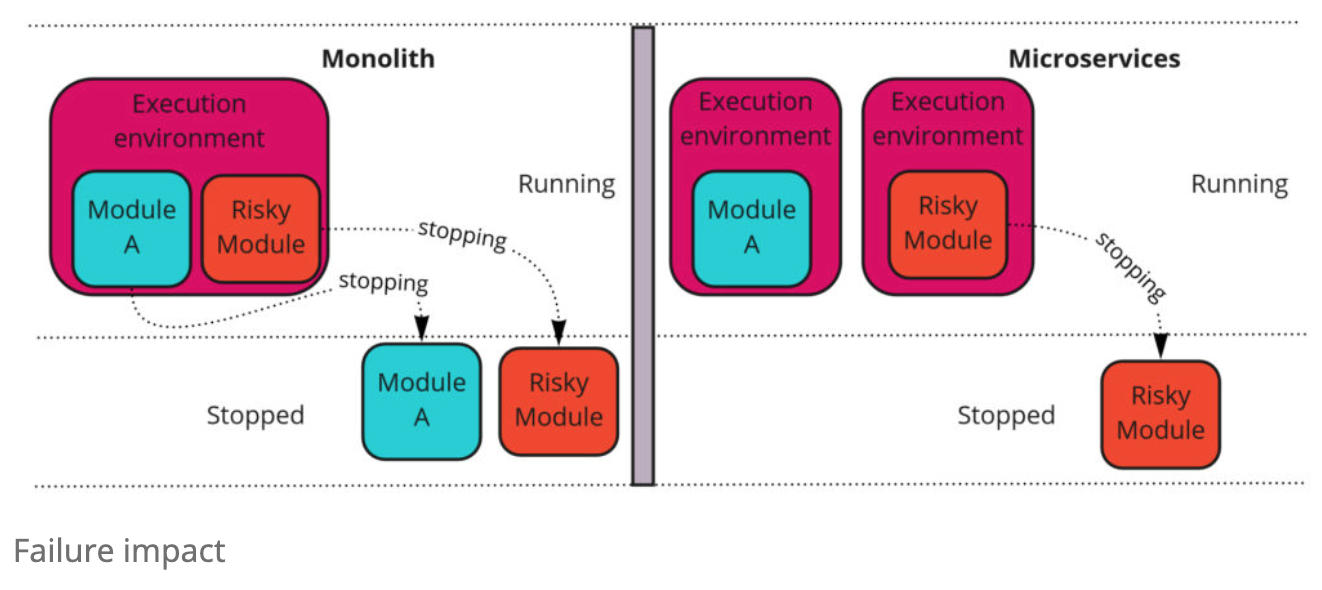 Monolith
Execution
environment
Module
A
Risky
Module
Running
stopping
stopping
Stopped
Module
A
Risky
Module
Microservices
Execution
environment
Module
A
Execution
environment
Risky
Module
Running
stopping
Stopped
Risky
Module
Failure impact